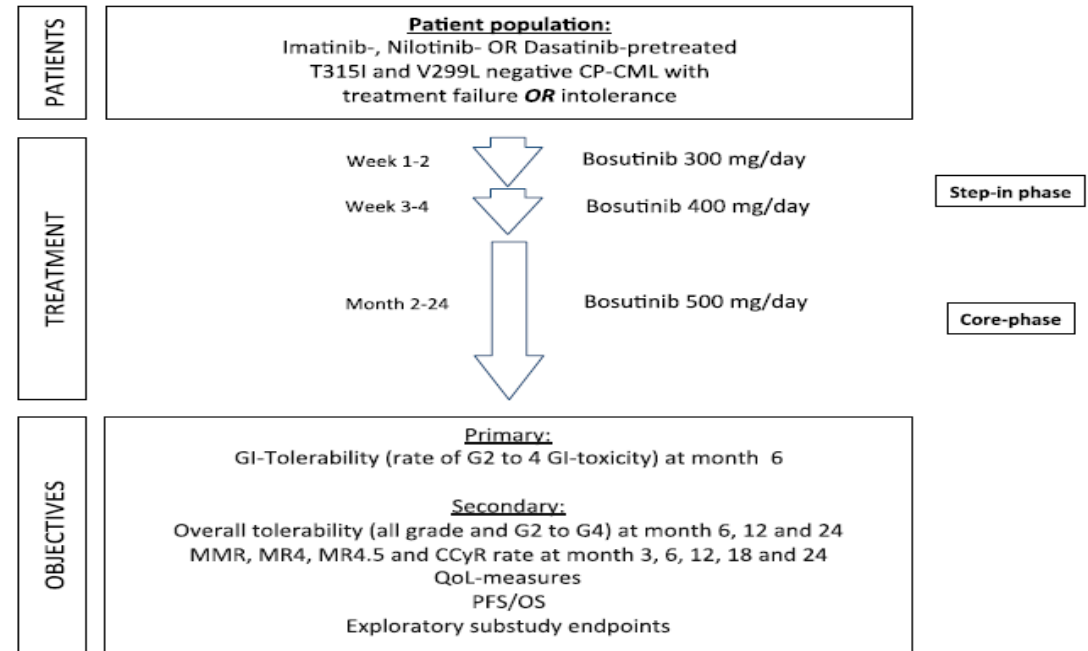 PATIENTS
Patient population:
Imatinib-, Nilotinib- OR Dasatinib-pretreated
T315I and V299L negative CP-CML with
treatment failure OR intolerance
TREATMENT
Week 1-2
Bosutinib 300 mg/day
Step-in phase
Week 3-4
Bosutinib 400 mg/day
Month 2-24
Bosutinib 500 mg/day
Core-phase
OBJECTIVES
Primary:
GI-Tolerability (rate of G2 to 4 GI-toxicity) at month 6
Secondary:
Overall tolerability (all grade and G2 to G4) at month 6, 12 and 24
MMR, MR4, MR4.5 and CCyR rate at month 3, 6, 12, 18 and 24
QoL-measures
PFS/OS
Exploratory substudy endpoints